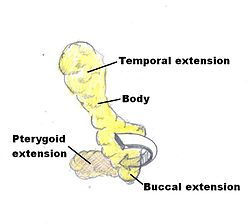 Temporal extension
Body
Pterygoid
extension
Buccal extension